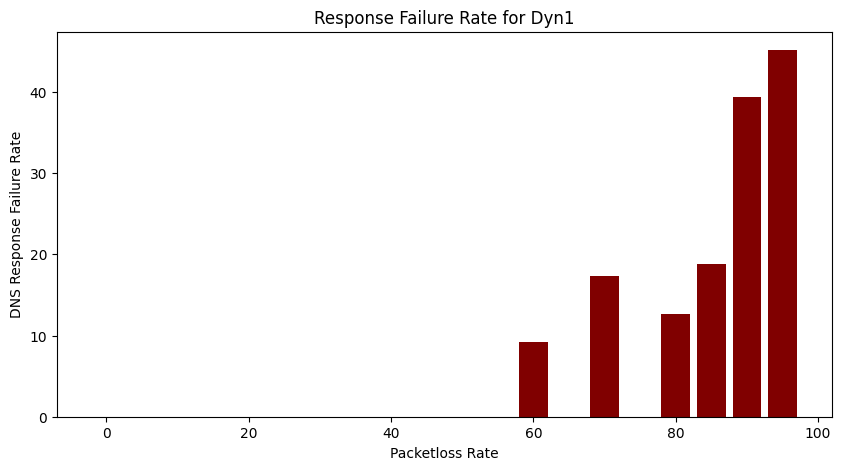 Response Failure Rate for Dyn1
DNS Response Failure Rate
40
30
20
10
0
0 20 40 60 80 100
Packetloss Rate